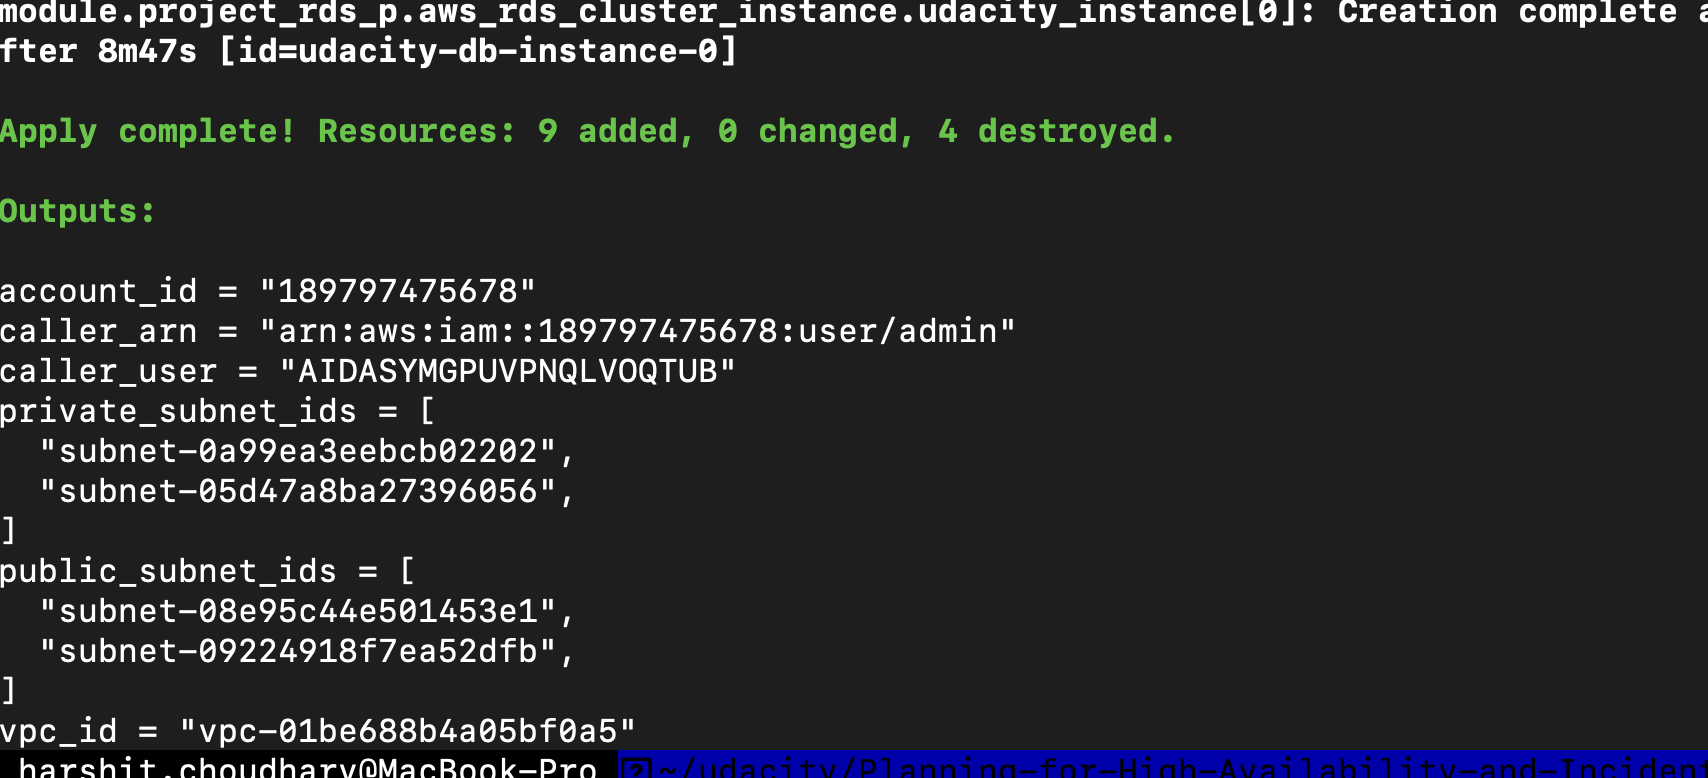 module.project_rds_p.aws_rds_cluster_instance.udacity_instance[0]: Creation complete a
fter 8m47s [id=udacity-db-instance-0]
Apply complete! Resources: 9 added, 0 changed, 4 destroyed.
Outputs:
account_id = "189797475678"
caller_arn = "arn:aws:iam::189797475678:user/admin"
caller_user = "AIDASYMGPUVPNQLVOQTUB"
private_subnet_ids = [
  "subnet-0a99ea3eebcb02202",
  "subnet-05d47a8ba27396056",
]
public_subnet_ids = [
  "subnet-08e95c44e501453e1",
  "subnet-09224918f7ea52dfb",
]
vpc_id = "vpc-01be688b4a05bf0a5"
harshit.choudhary@MacBook-Pro ~/udacity/Planning-for-High-Availability-and-Inciden